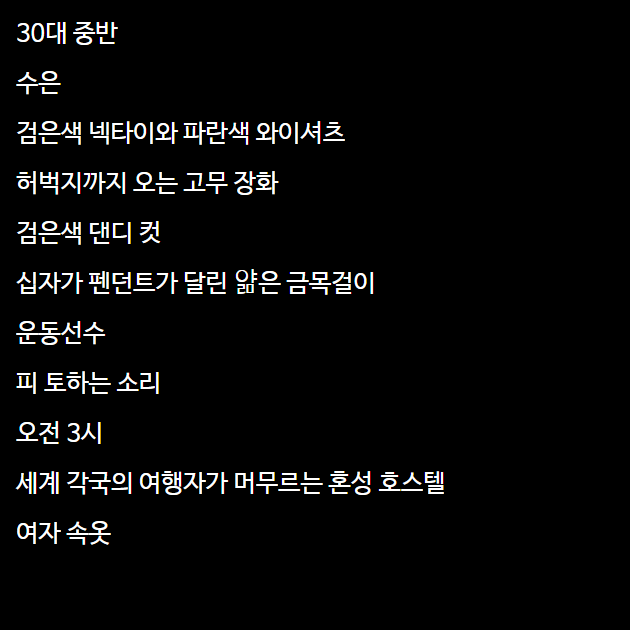 30대 중반
수은
검은색 넥타이와 파란색 와이셔츠
허벅지까지 오는 고무 장화
검은색 댄디 컷
십자가 펜던트가 달린 얇은 금목걸이
운동선수
피 토하는 소리
오전 3시
세계 각국의 여행자가 머무르는 혼성 호스텔
여자 속옷